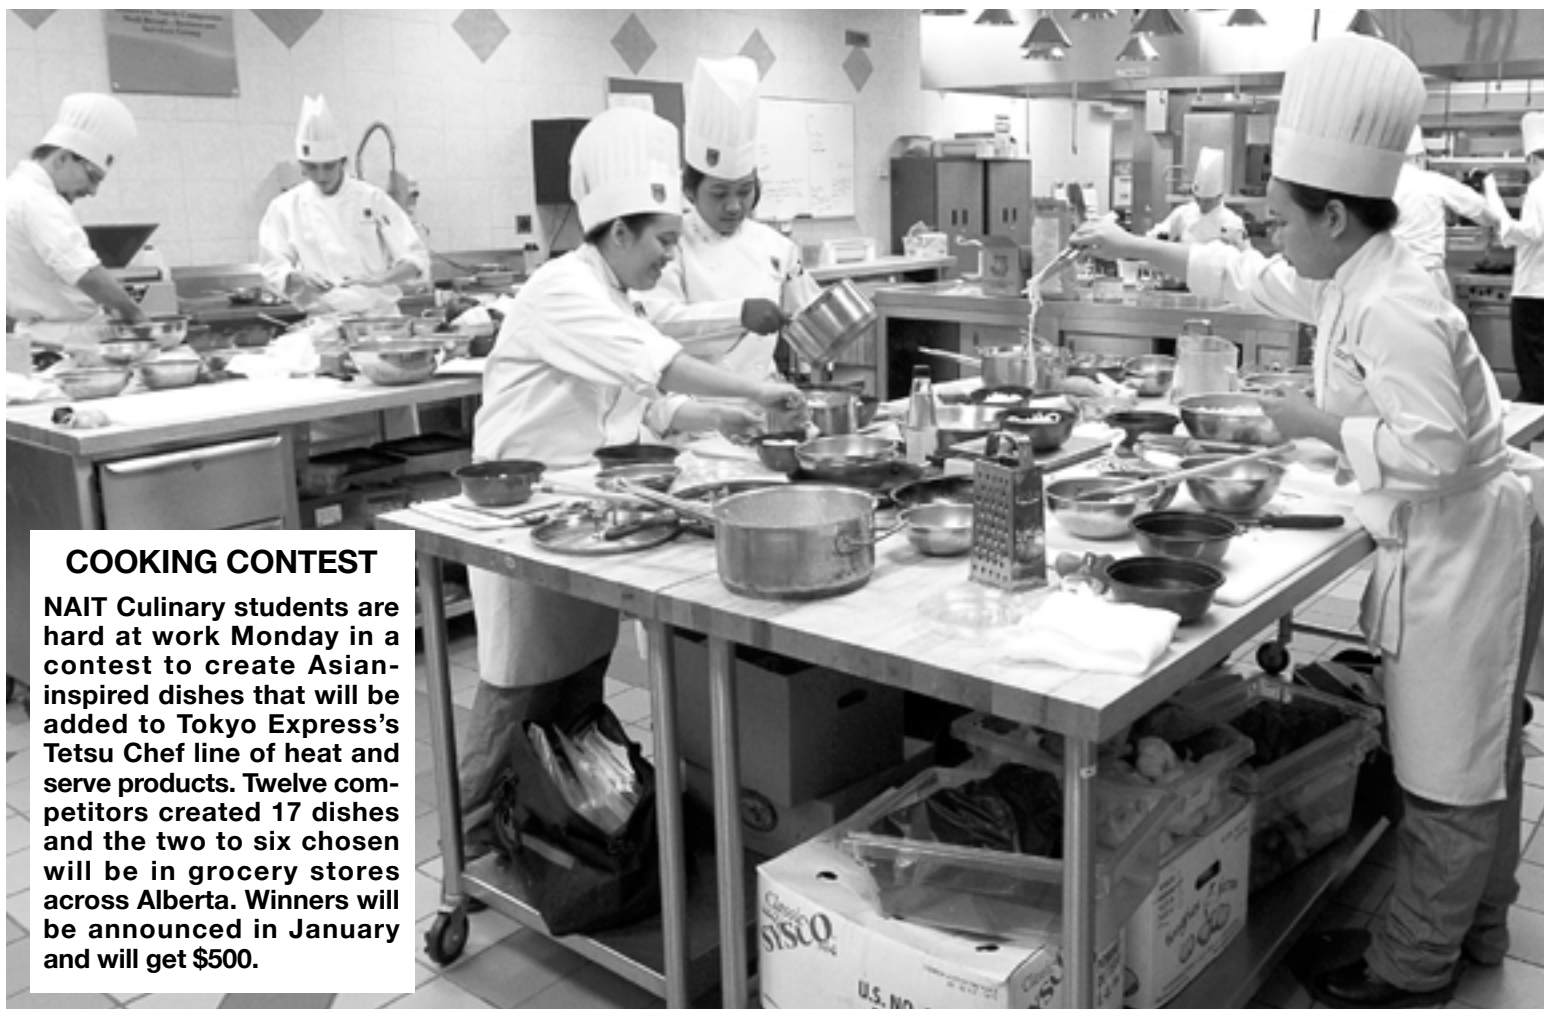 COOKING CONTEST
NAIT Culinary students are
hard at work Monday in a
contest to create Asian-
inspired dishes that will be
added to Tokyo Express's
Tetsu Chef line of heat and
serve products. Twelve com-
petitors created 17 dishes
and the two to six chosen
will be in grocery stores
across Alberta. Winners will
be announced in January
and will get $500.
Classic
SYSCO
U.S. NO.